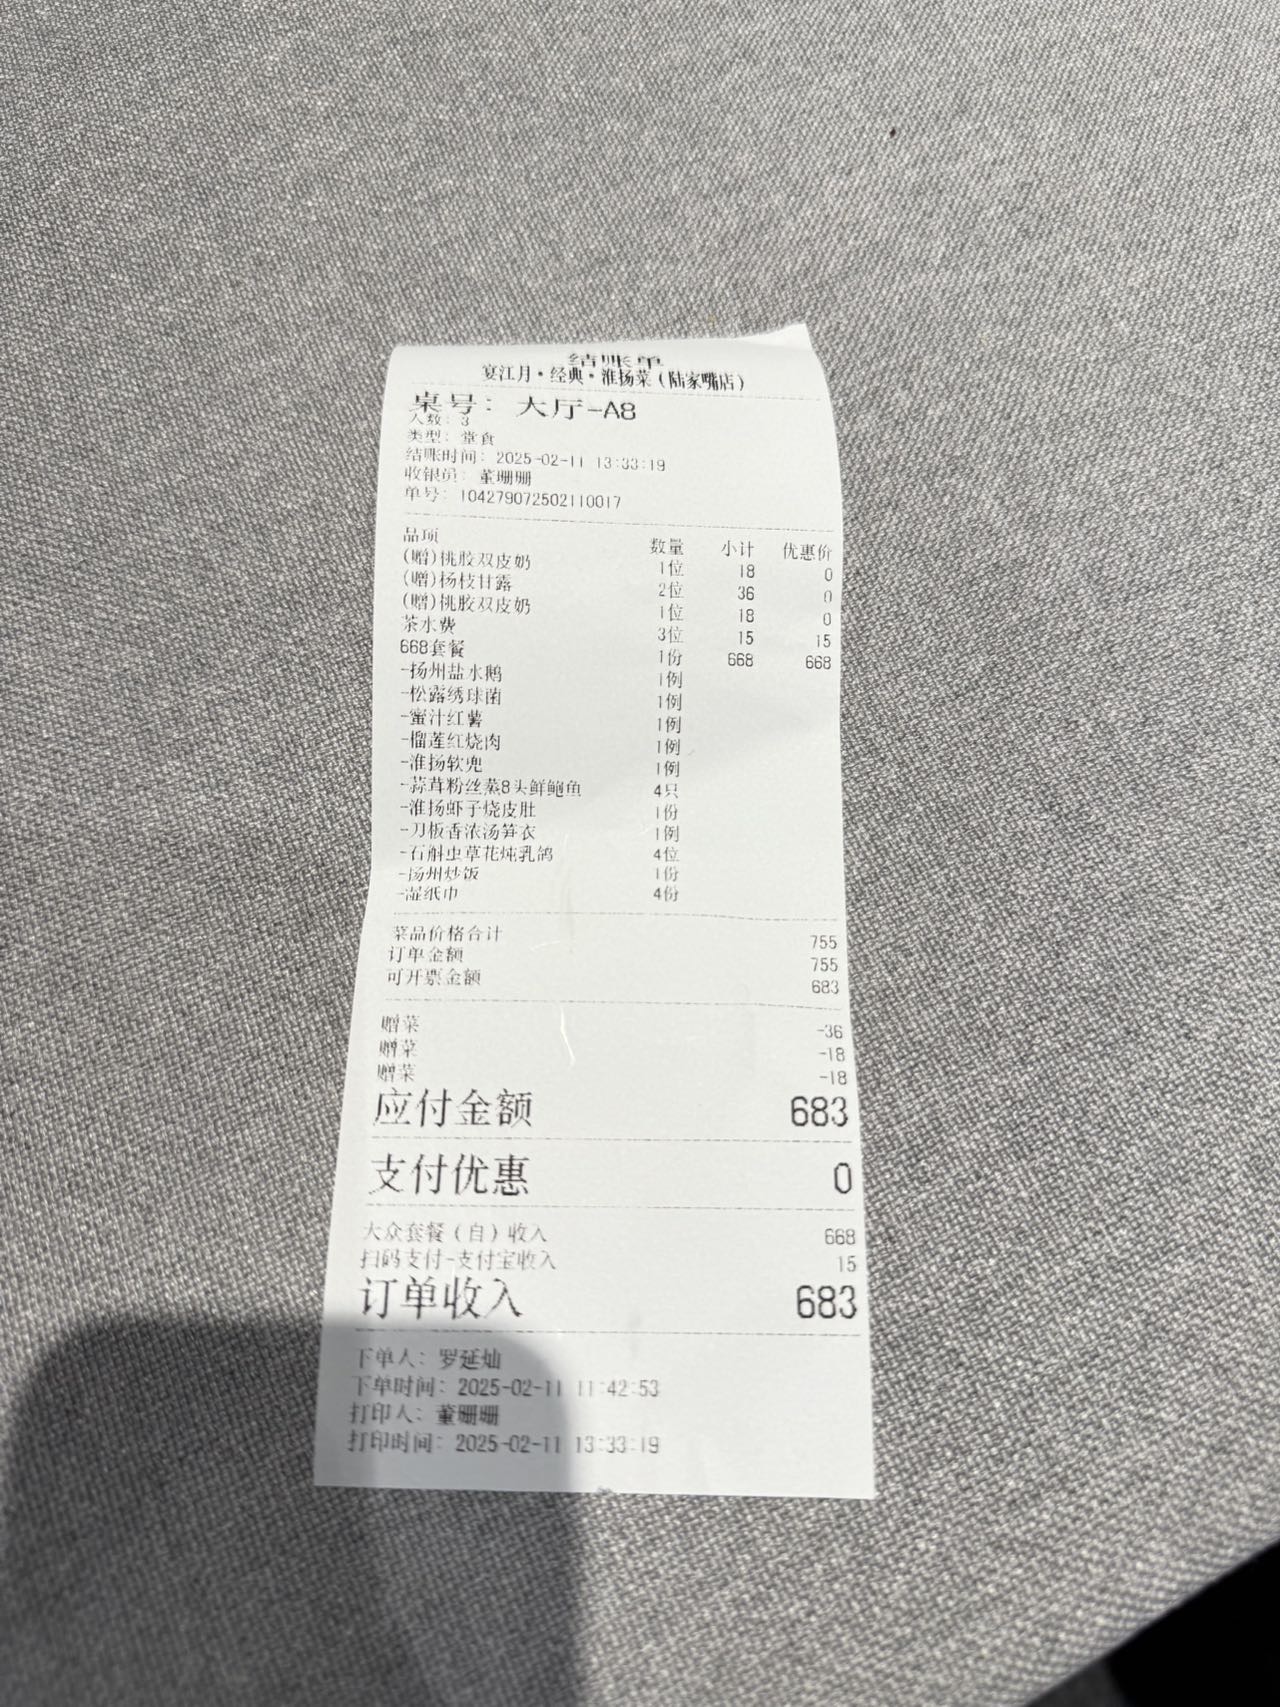 结账单
宴江月·经典·淮扬菜(陆家嘴店)
桌号: 大厅-A8
人数: 3
类型: 堂食
结账时间: 2025-02-11 13:33:19
收银员: 董珊珊
单号: 104279072502110017
品项 数量 小计 优惠价
(赠)桃胶双皮奶 1位 18 0
(赠)杨枝甘露 2位 36 0
(赠)桃胶双皮奶 1位 18 0
茶水费 3位 15 15
668套餐 1份 668 668
-扬州盐水鹅 1例
-松露绣球菌 1例
-蜜汁红薯 1例
-榴莲红烧肉 1例
-淮扬软兜 1例
-蒜茸粉丝蒸8头鲜鲍鱼 4只
-淮扬虾子烧皮肚 1份
-刀板香浓汤笋衣 1例
-石斛虫草花炖乳鸽 4位
-扬州炒饭 1份
-湿纸巾 4份
菜品价格合计 755
订单金额 755
可开票金额 683
赠菜 -36
赠菜 -18
赠菜 -18
应付金额 683
支付优惠 0
大众套餐(自)收入 668
扫码支付-支付宝收入 15
订单收入 683
下单人: 罗延灿
下单时间: 2025-02-11 11:42:53
打印人: 董珊珊
打印时间: 2025-02-11 13:33:19